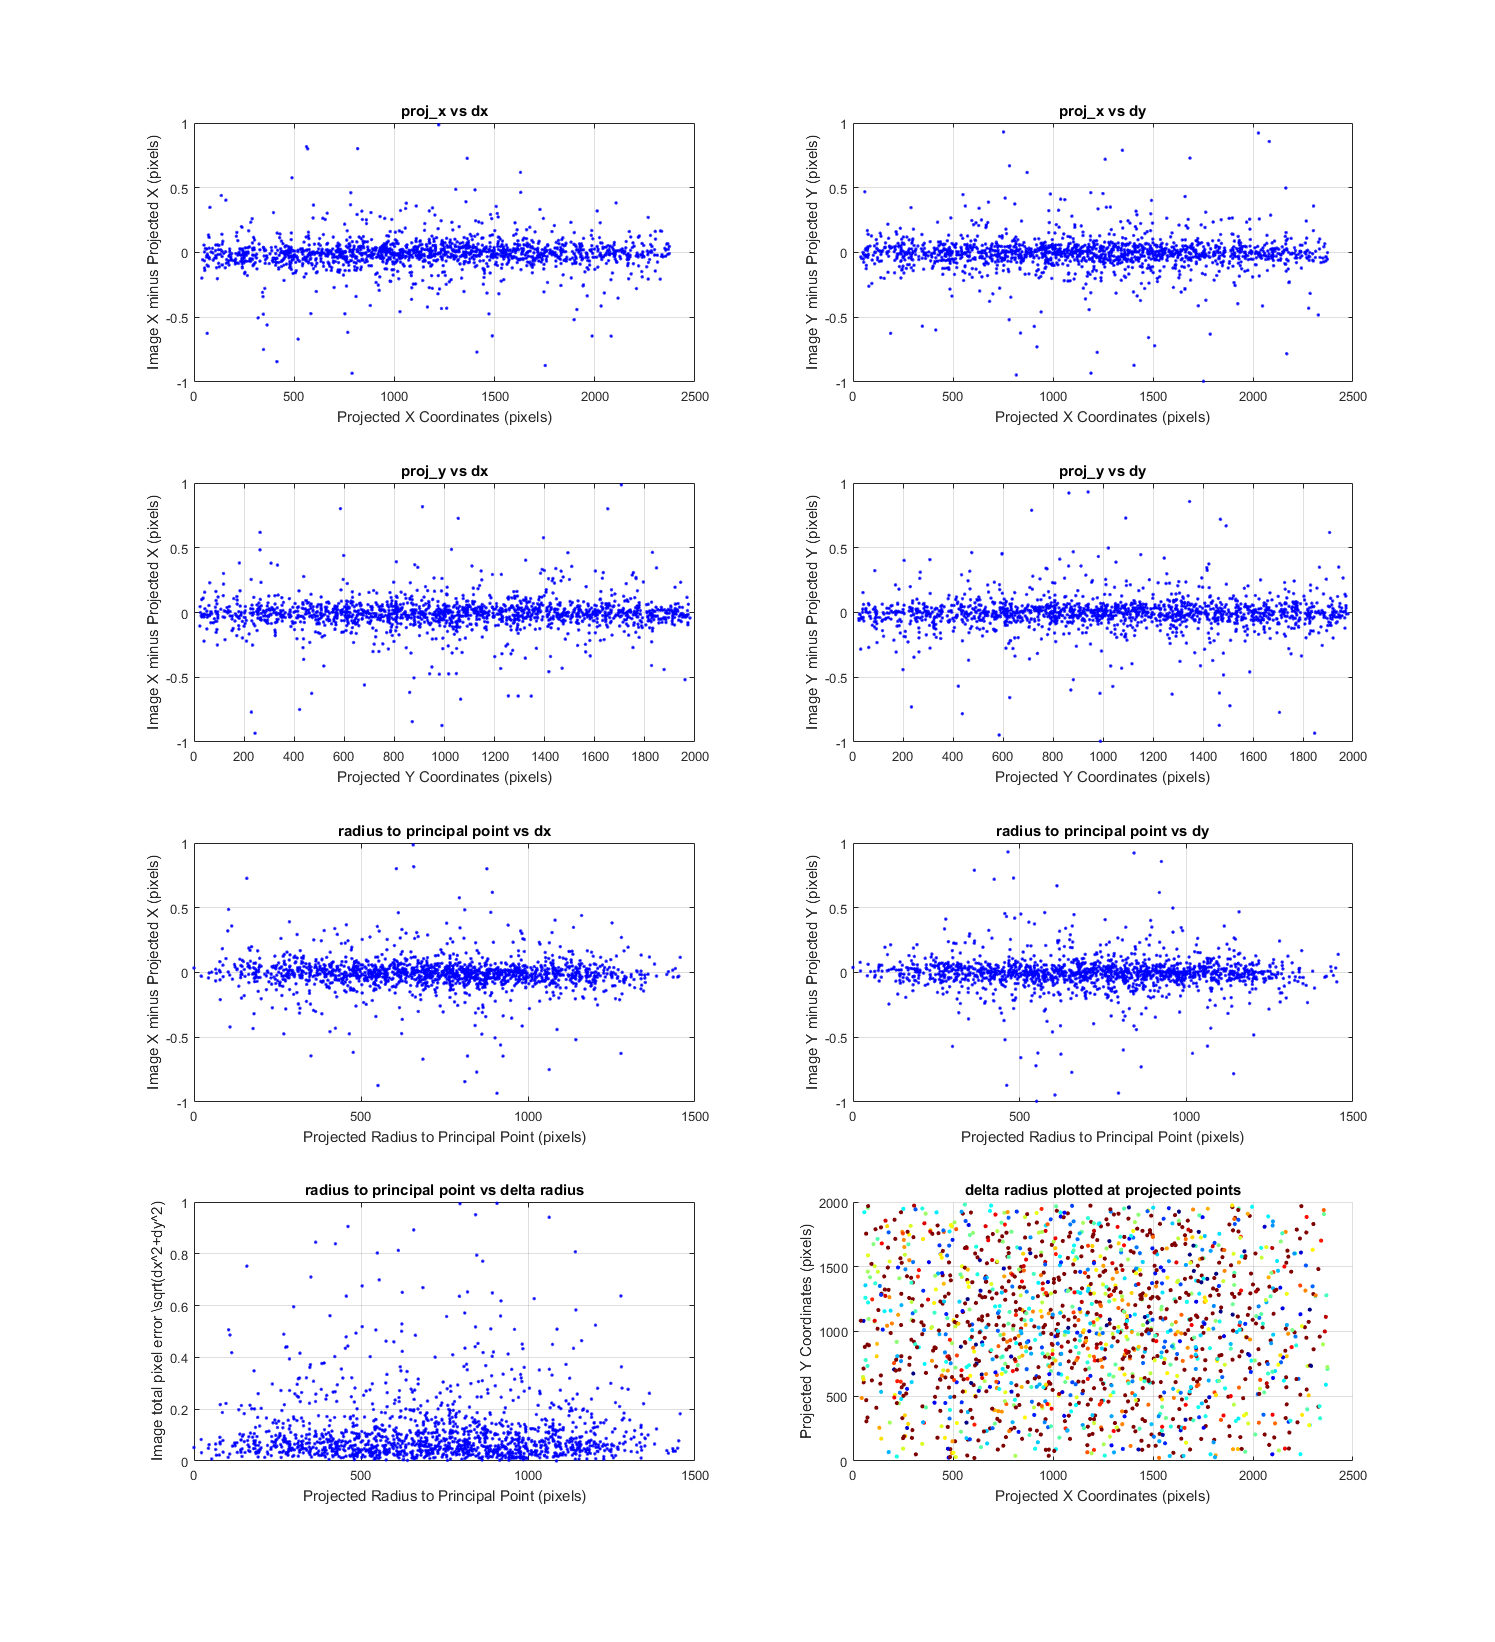 proj_x vs dx
Image X minus Projected X (pixels)
1
0.5
0
-0.5
-1
0 500 1000 1500 2000 2500
Projected X Coordinates (pixels)
proj_x vs dy
Image Y minus Projected Y (pixels)
1
0.5
0
-0.5
-1
0 500 1000 1500 2000 2500
Projected X Coordinates (pixels)
proj_y vs dx
Image X minus Projected X (pixels)
1
0.5
0
-0.5
-1
0 200 400 600 800 1000 1200 1400 1600 1800 2000
Projected Y Coordinates (pixels)
proj_y vs dy
Image Y minus Projected Y (pixels)
1
0.5
0
-0.5
-1
0 200 400 600 800 1000 1200 1400 1600 1800 2000
Projected Y Coordinates (pixels)
radius to principal point vs dx
Image X minus Projected X (pixels)
1
0.5
0
-0.5
-1
0 500 1000 1500
Projected Radius to Principal Point (pixels)
radius to principal point vs dy
Image Y minus Projected Y (pixels)
1
0.5
0
-0.5
-1
0 500 1000 1500
Projected Radius to Principal Point (pixels)
radius to principal point vs delta radius
Image total pixel error \sqrt(dx^2+dy^2)
1
0.8
0.6
0.4
0.2
0
0 500 1000 1500
Projected Radius to Principal Point (pixels)
delta radius plotted at projected points
Projected Y Coordinates (pixels)
2000
1500
1000
500
0
0 500 1000 1500 2000 2500
Projected X Coordinates (pixels)